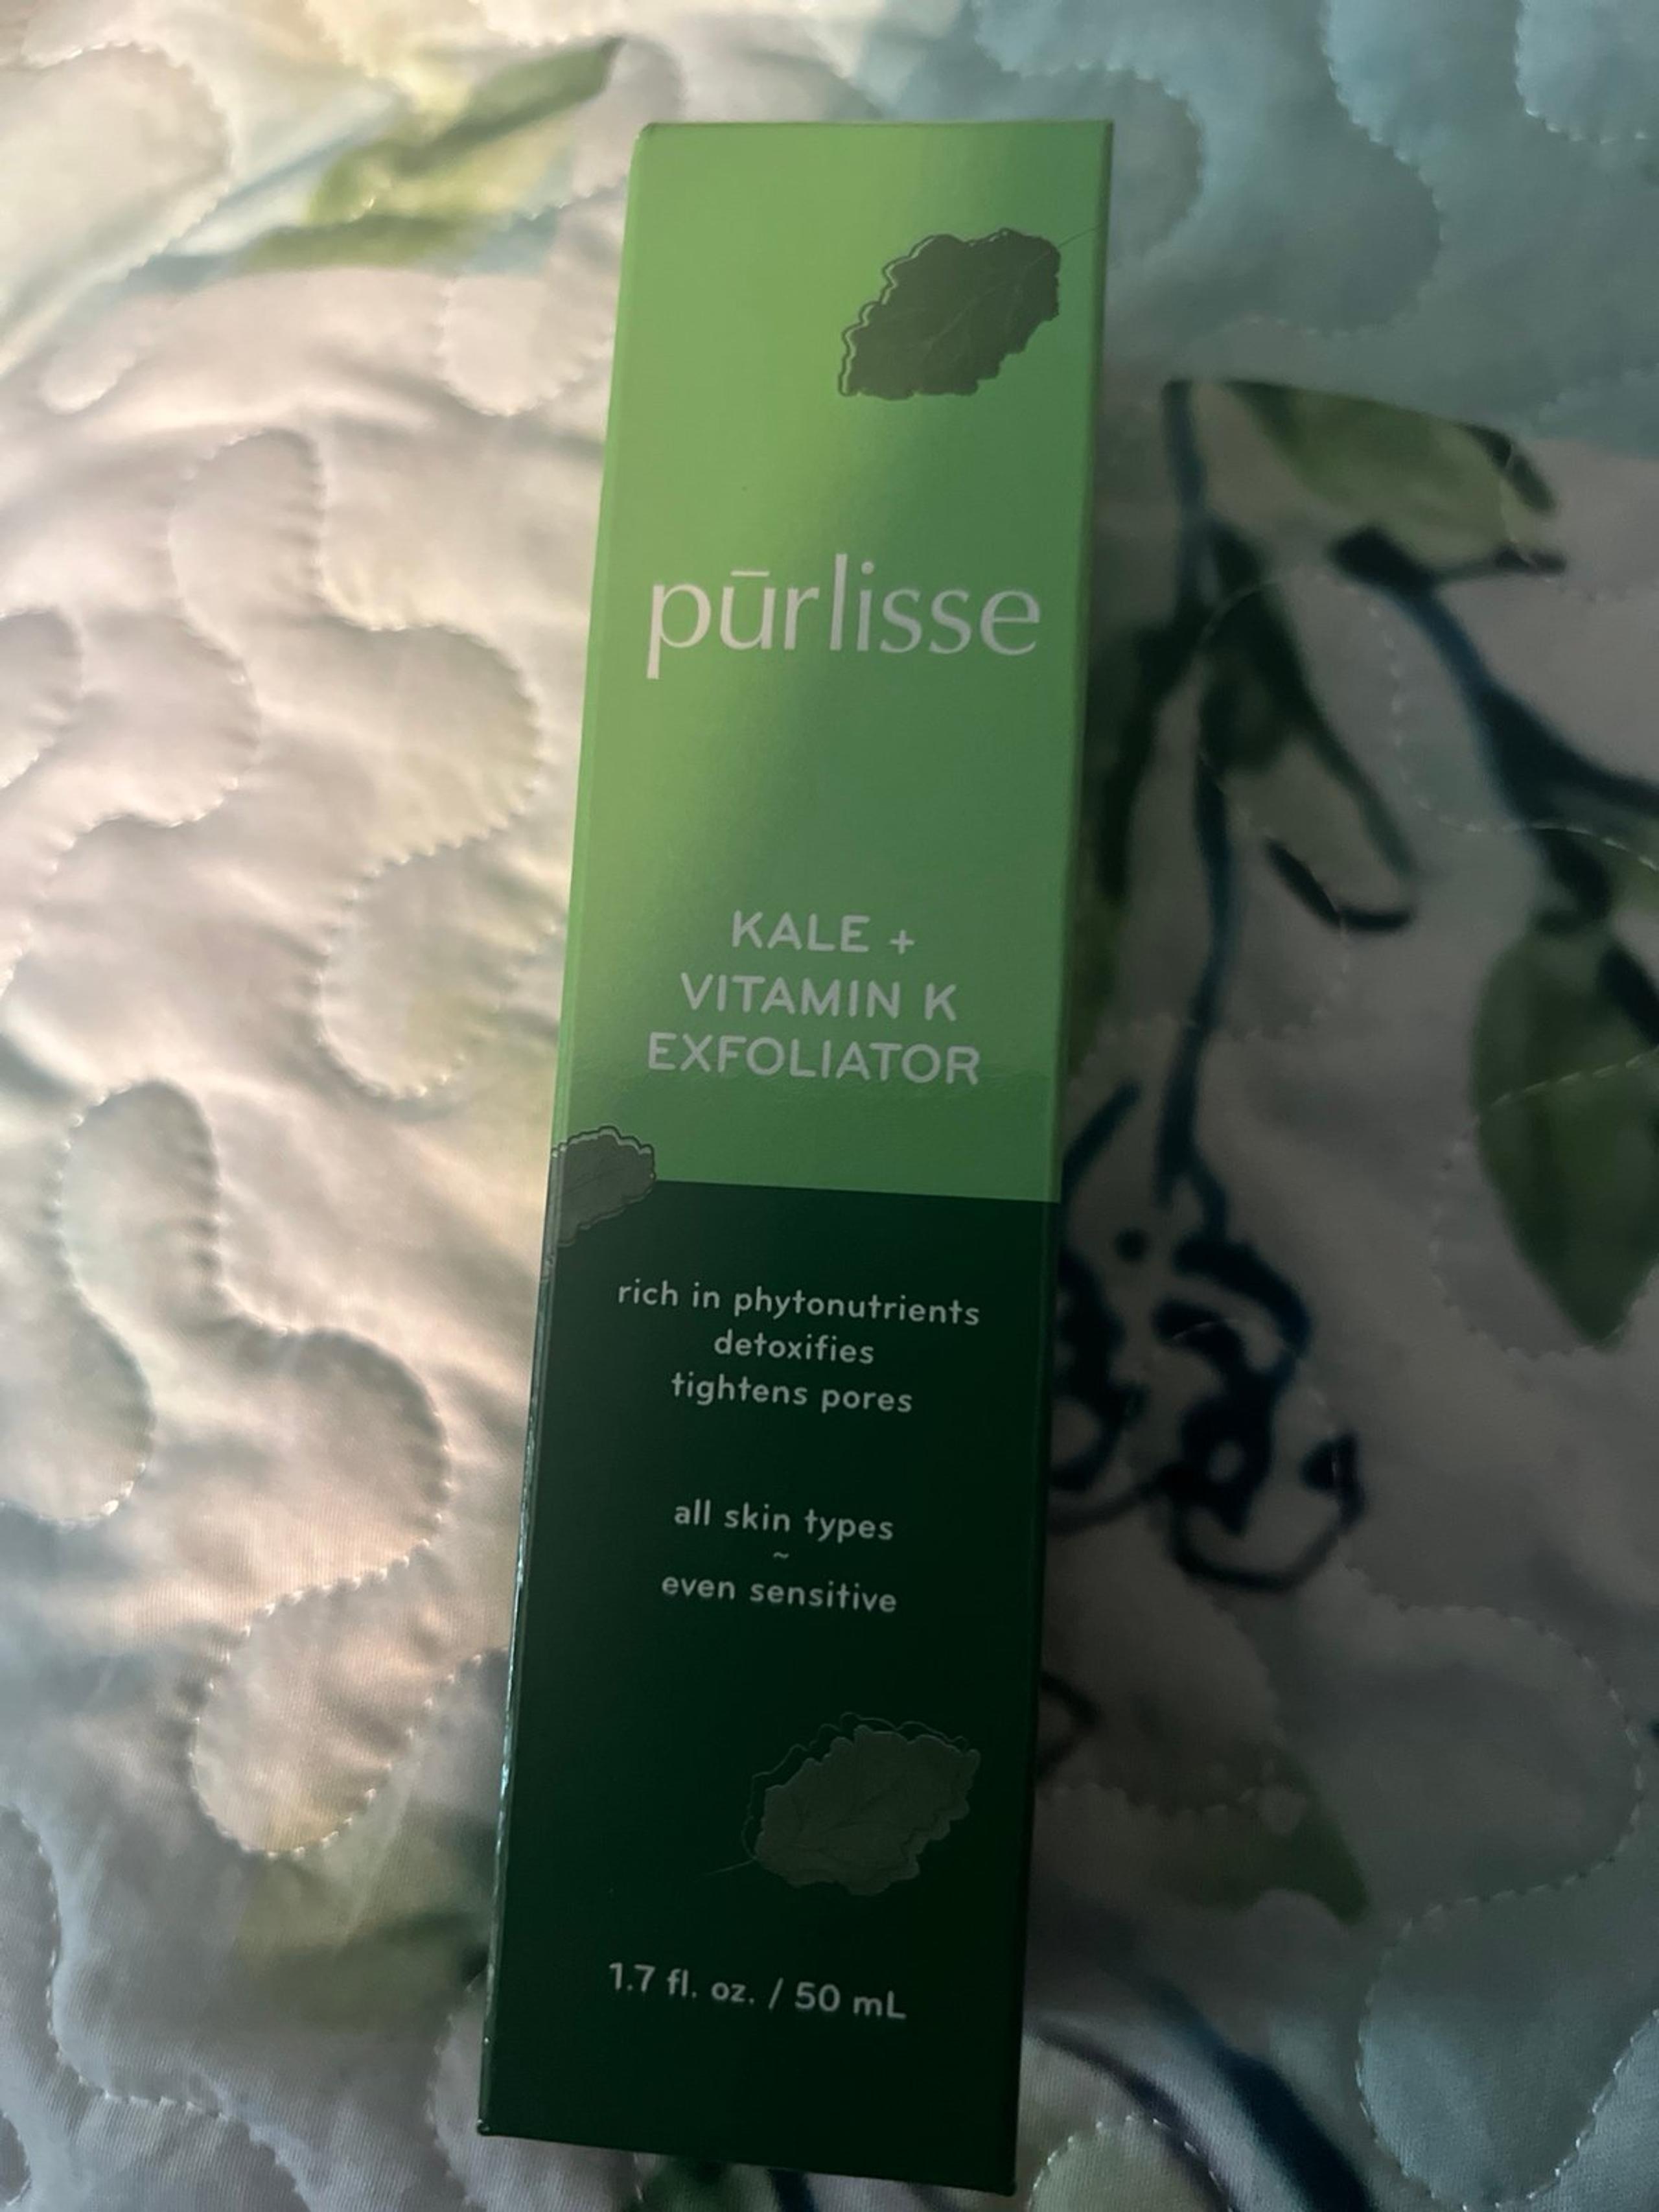 pūrlisse
KALE +
VITAMIN K
EXFOLIATOR
rich in phytonutrients
detoxifies
tightens pores
all skin types
~
even sensitive
1.7 fl. oz. / 50 mL